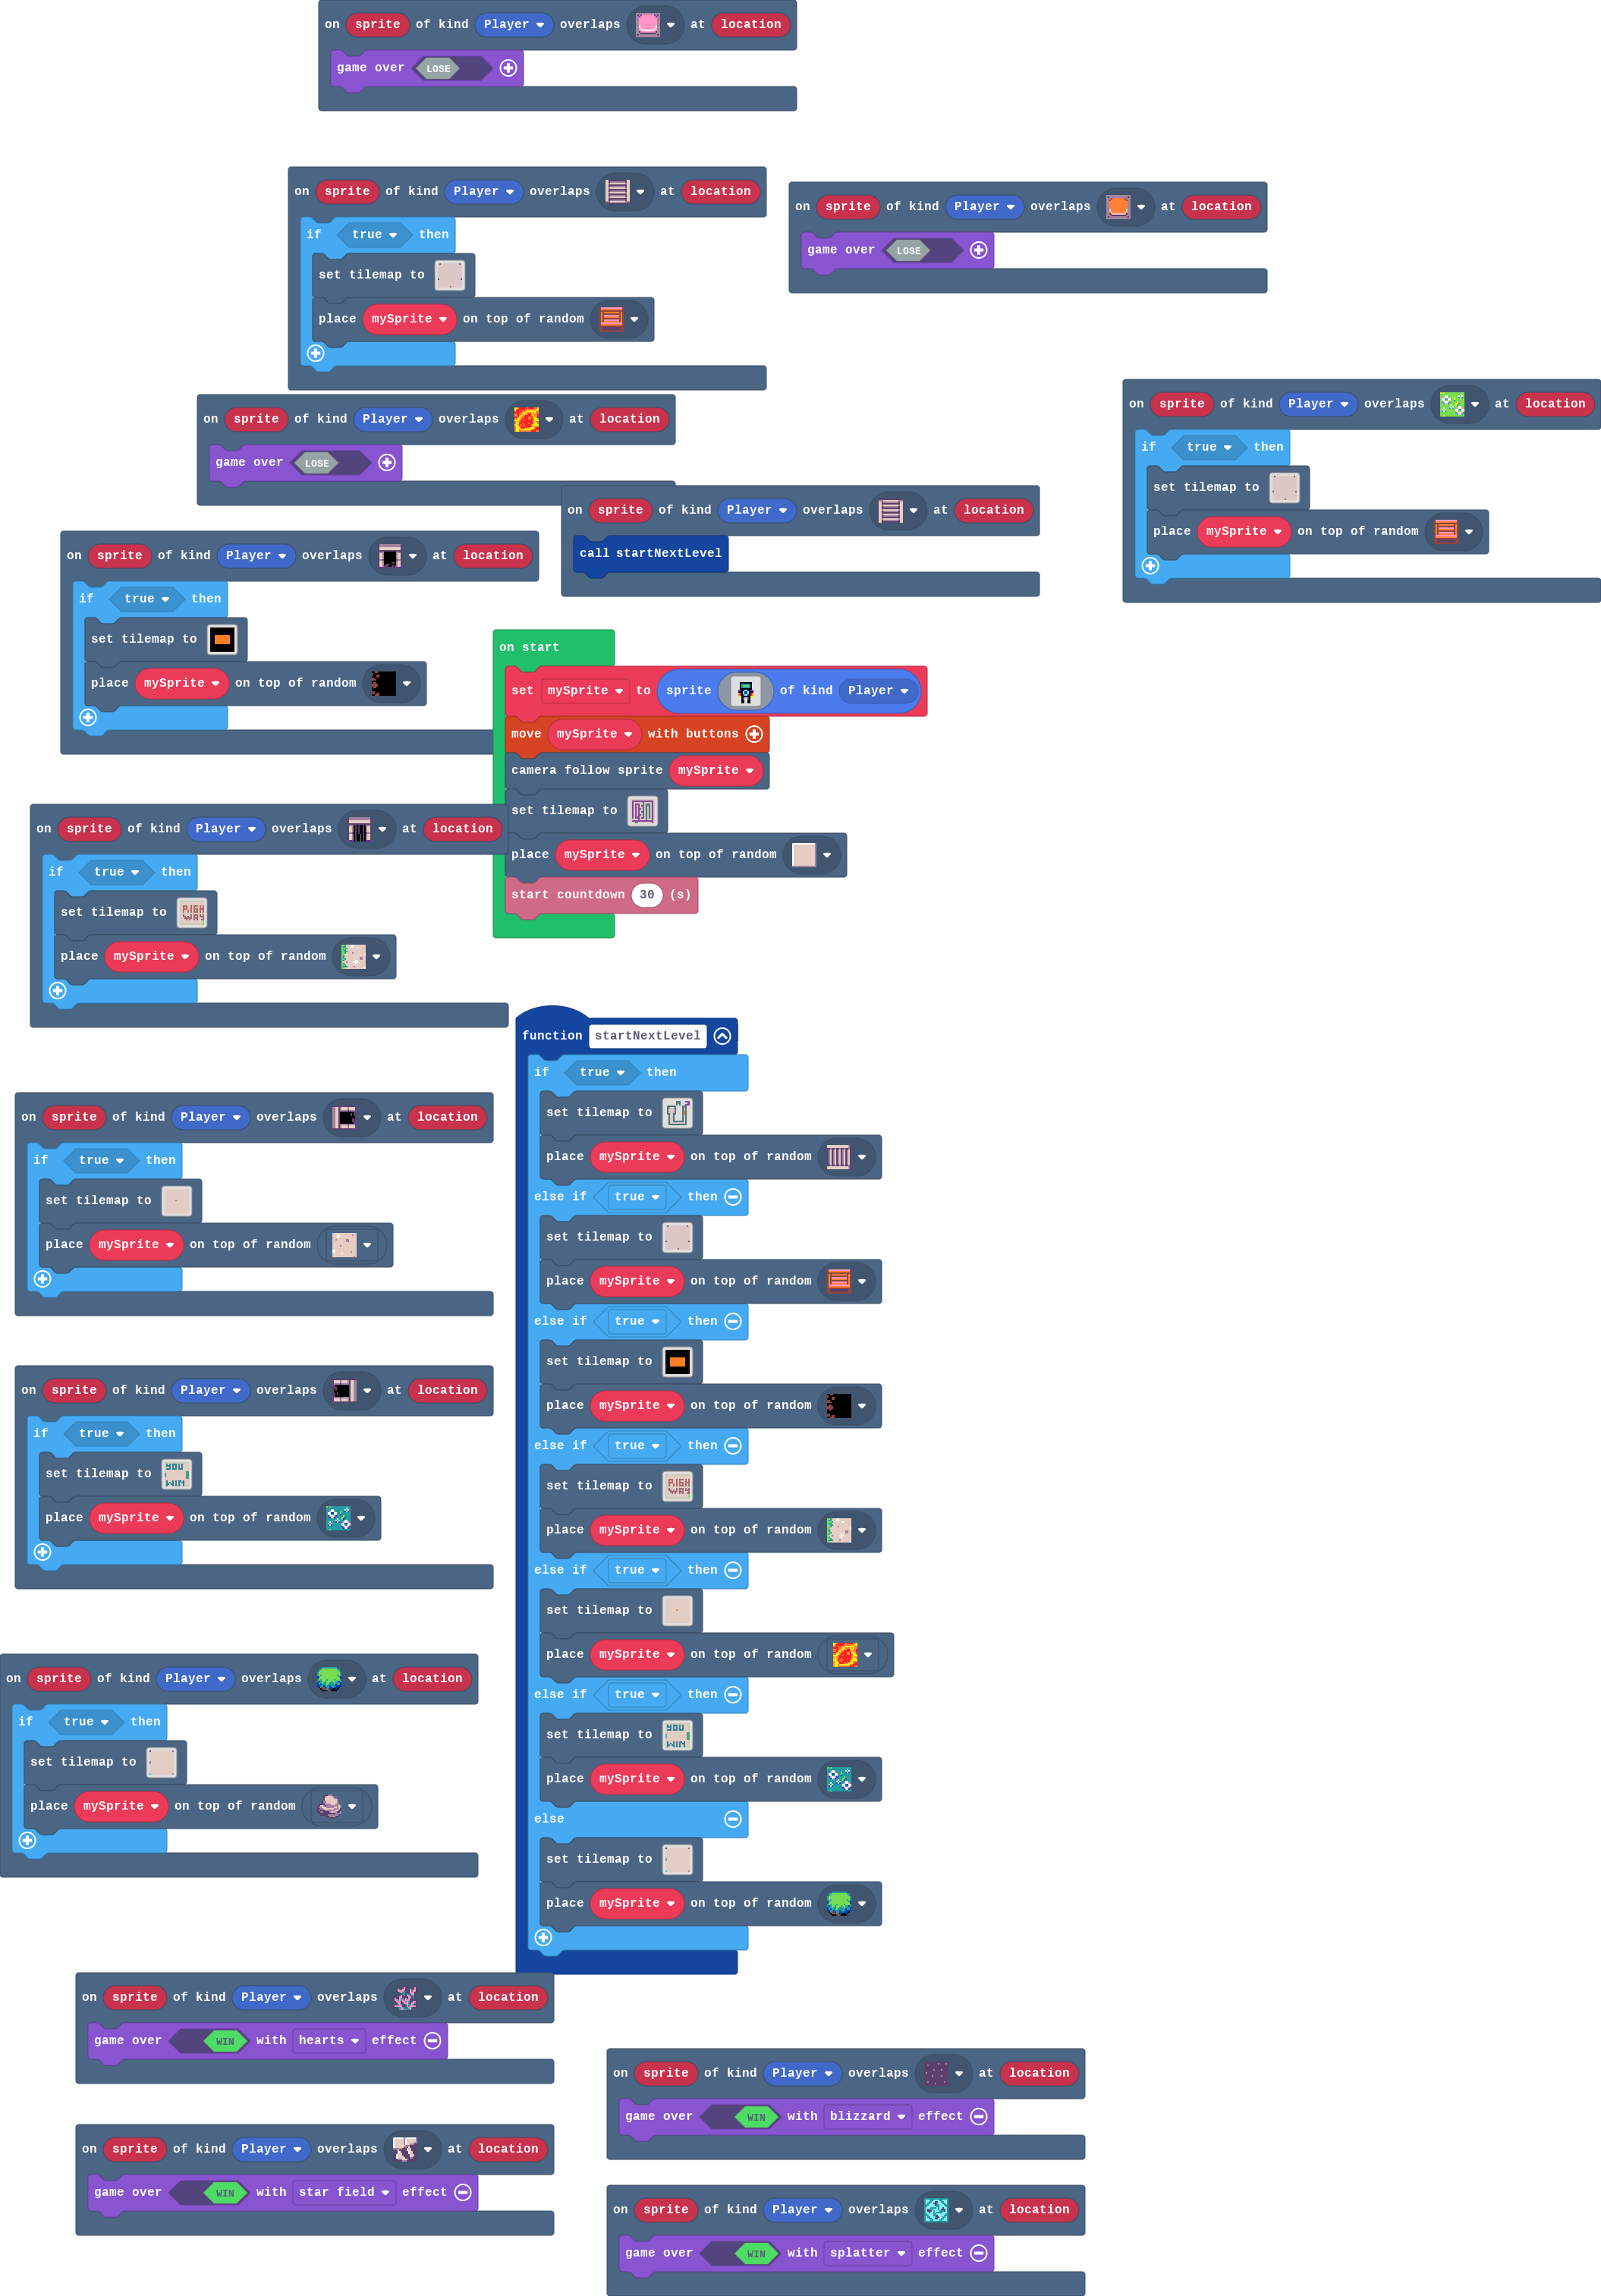 on sprite of kind Player overlaps at location
game over LOSE
on sprite of kind Player overlaps at location
if true then
set tilemap to
place mySprite on top of random
on sprite of kind Player overlaps at location
game over LOSE
on sprite of kind Player overlaps at location
game over LOSE
on sprite of kind Player overlaps at location
if true then
set tilemap to
place mySprite on top of random
on sprite of kind Player overlaps at location
call startNextLevel
on sprite of kind Player overlaps at location
if true then
set tilemap to
place mySprite on top of random
on start
set mySprite to sprite of kind Player
move mySprite with buttons
camera follow sprite mySprite
set tilemap to
place mySprite on top of random
start countdown 30 (s)
on sprite of kind Player overlaps at location
if true then
set tilemap to RIGH WAY
place mySprite on top of random
function startNextLevel
if true then
set tilemap to
place mySprite on top of random
else if true then
set tilemap to
place mySprite on top of random
else if true then
set tilemap to
place mySprite on top of random
else if true then
set tilemap to RIGH WAY
place mySprite on top of random
else if true then
set tilemap to
place mySprite on top of random
else if true then
set tilemap to YOU WIN
place mySprite on top of random
else
set tilemap to
place mySprite on top of random
on sprite of kind Player overlaps at location
if true then
set tilemap to
place mySprite on top of random
on sprite of kind Player overlaps at location
if true then
set tilemap to YOU WIN
place mySprite on top of random
on sprite of kind Player overlaps at location
if true then
set tilemap to
place mySprite on top of random
on sprite of kind Player overlaps at location
game over WIN with hearts effect
on sprite of kind Player overlaps at location
game over WIN with blizzard effect
on sprite of kind Player overlaps at location
game over WIN with star field effect
on sprite of kind Player overlaps at location
game over WIN with splatter effect